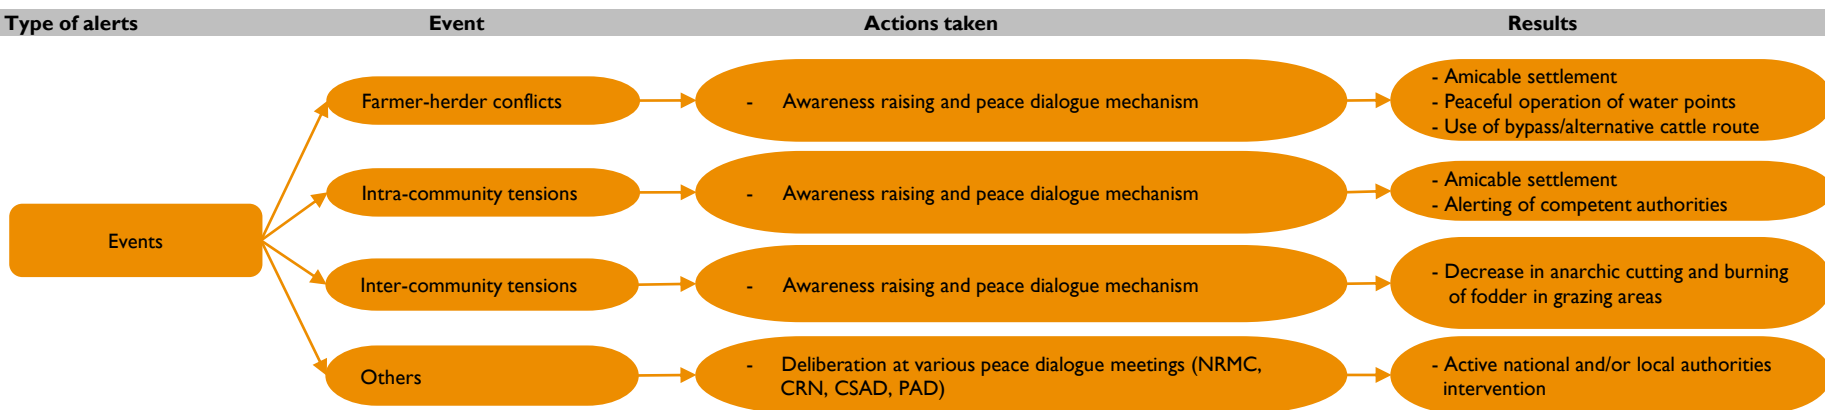 Type of alerts Event Actions taken Results
Farmer-herder conflicts
- Awareness raising and peace dialogue mechanism
- Amicable settlement
- Peaceful operation of water points
- Use of bypass/alternative cattle route
Intra-community tensions
- Awareness raising and peace dialogue mechanism
- Amicable settlement
- Alerting of competent authorities
Events
Inter-community tensions
- Awareness raising and peace dialogue mechanism
- Decrease in anarchic cutting and burning
of fodder in grazing areas
Others
- Deliberation at various peace dialogue meetings (NRMC,
CRN, CSAD, PAD)
- Active national and/or local authorities
intervention